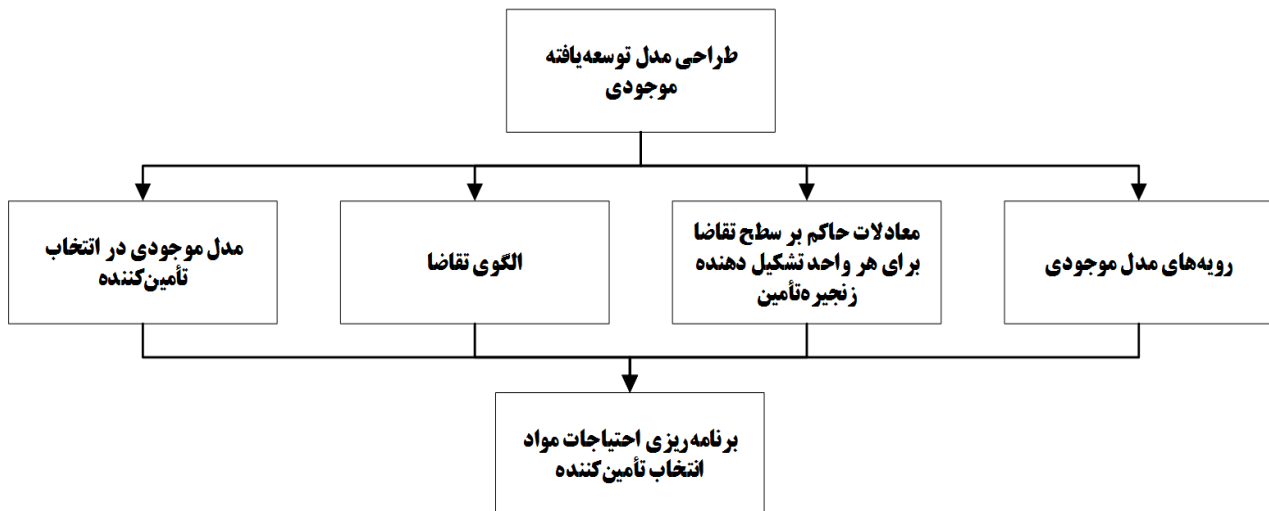 طراحی مدل توسعه‌یافته
موجودی
رویه‌های مدل موجودی
معادلات حاکم بر سطح تقاضا
برای هر واحد تشکیل دهنده
زنجیره‌تأمین
الگوی تقاضا
مدل موجودی در انتخاب
تأمین‌کننده
برنامه‌ریزی احتیاجات مواد
انتخاب تأمین‌کننده